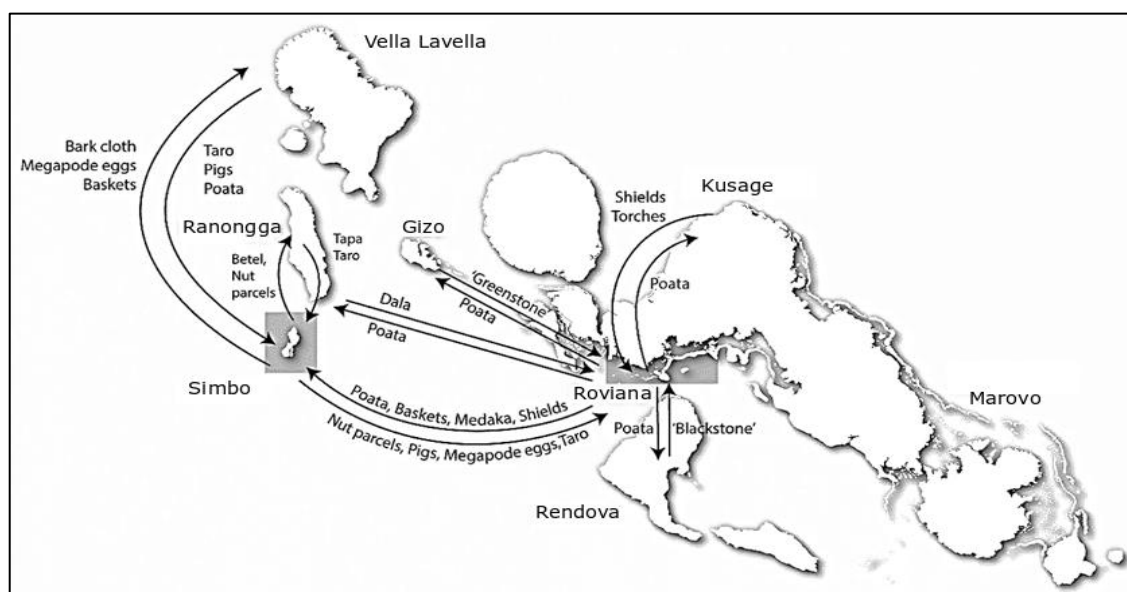 Vella Lavella
Bark cloth
Megapode eggs
Baskets
Taro
Pigs
Poata
Ranongga
Tapa
Taro
Betel,
Nut
parcels
Gizo
Kusage
Shields
Torches
Poata
'Greenstone'
Poata
Dala
Poata
Simbo
Roviana
Marovo
Poata, Baskets, Medaka, Shields
Nut parcels, Pigs, Megapode eggs,Taro
Poata
'Blackstone'
Rendova